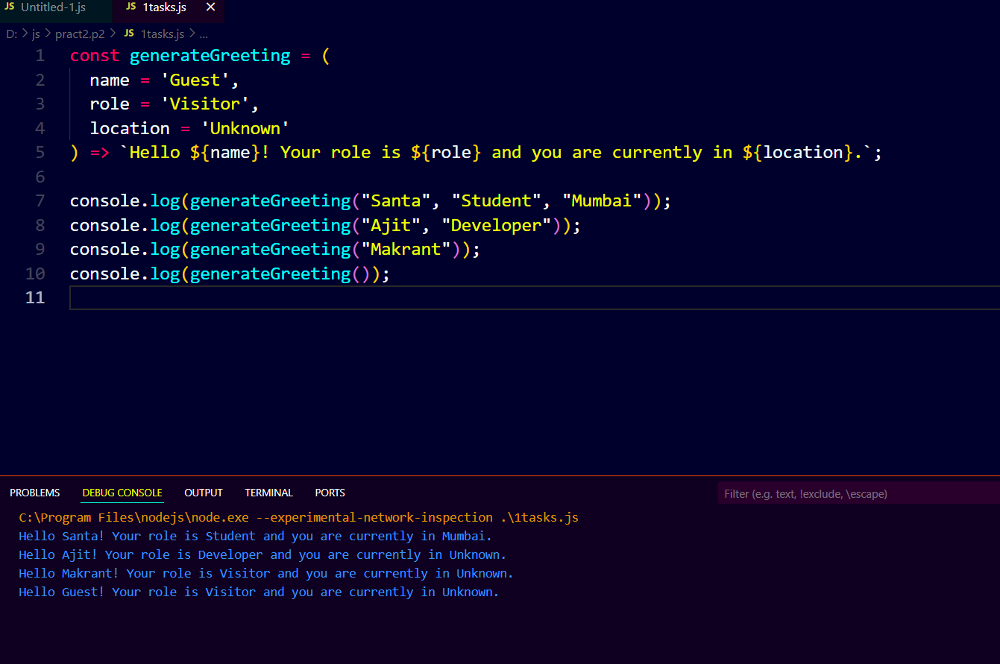 JS Untitled-1.js JS 1tasks.js ✕
D: > js > pract2.p2 > JS 1tasks.js > ...
1 const generateGreeting = (
2   name = 'Guest',
3   role = 'Visitor',
4   location = 'Unknown'
5 ) => `Hello ${name}! Your role is ${role} and you are currently in ${location}.`;
6
7 console.log(generateGreeting("Santa", "Student", "Mumbai"));
8 console.log(generateGreeting("Ajit", "Developer"));
9 console.log(generateGreeting("Makrant"));
10 console.log(generateGreeting());
11
PROBLEMS DEBUG CONSOLE OUTPUT TERMINAL PORTS Filter (e.g. text, !exclude, \escape)
C:\Program Files\nodejs\node.exe --experimental-network-inspection .\1tasks.js
Hello Santa! Your role is Student and you are currently in Mumbai.
Hello Ajit! Your role is Developer and you are currently in Unknown.
Hello Makrant! Your role is Visitor and you are currently in Unknown.
Hello Guest! Your role is Visitor and you are currently in Unknown.